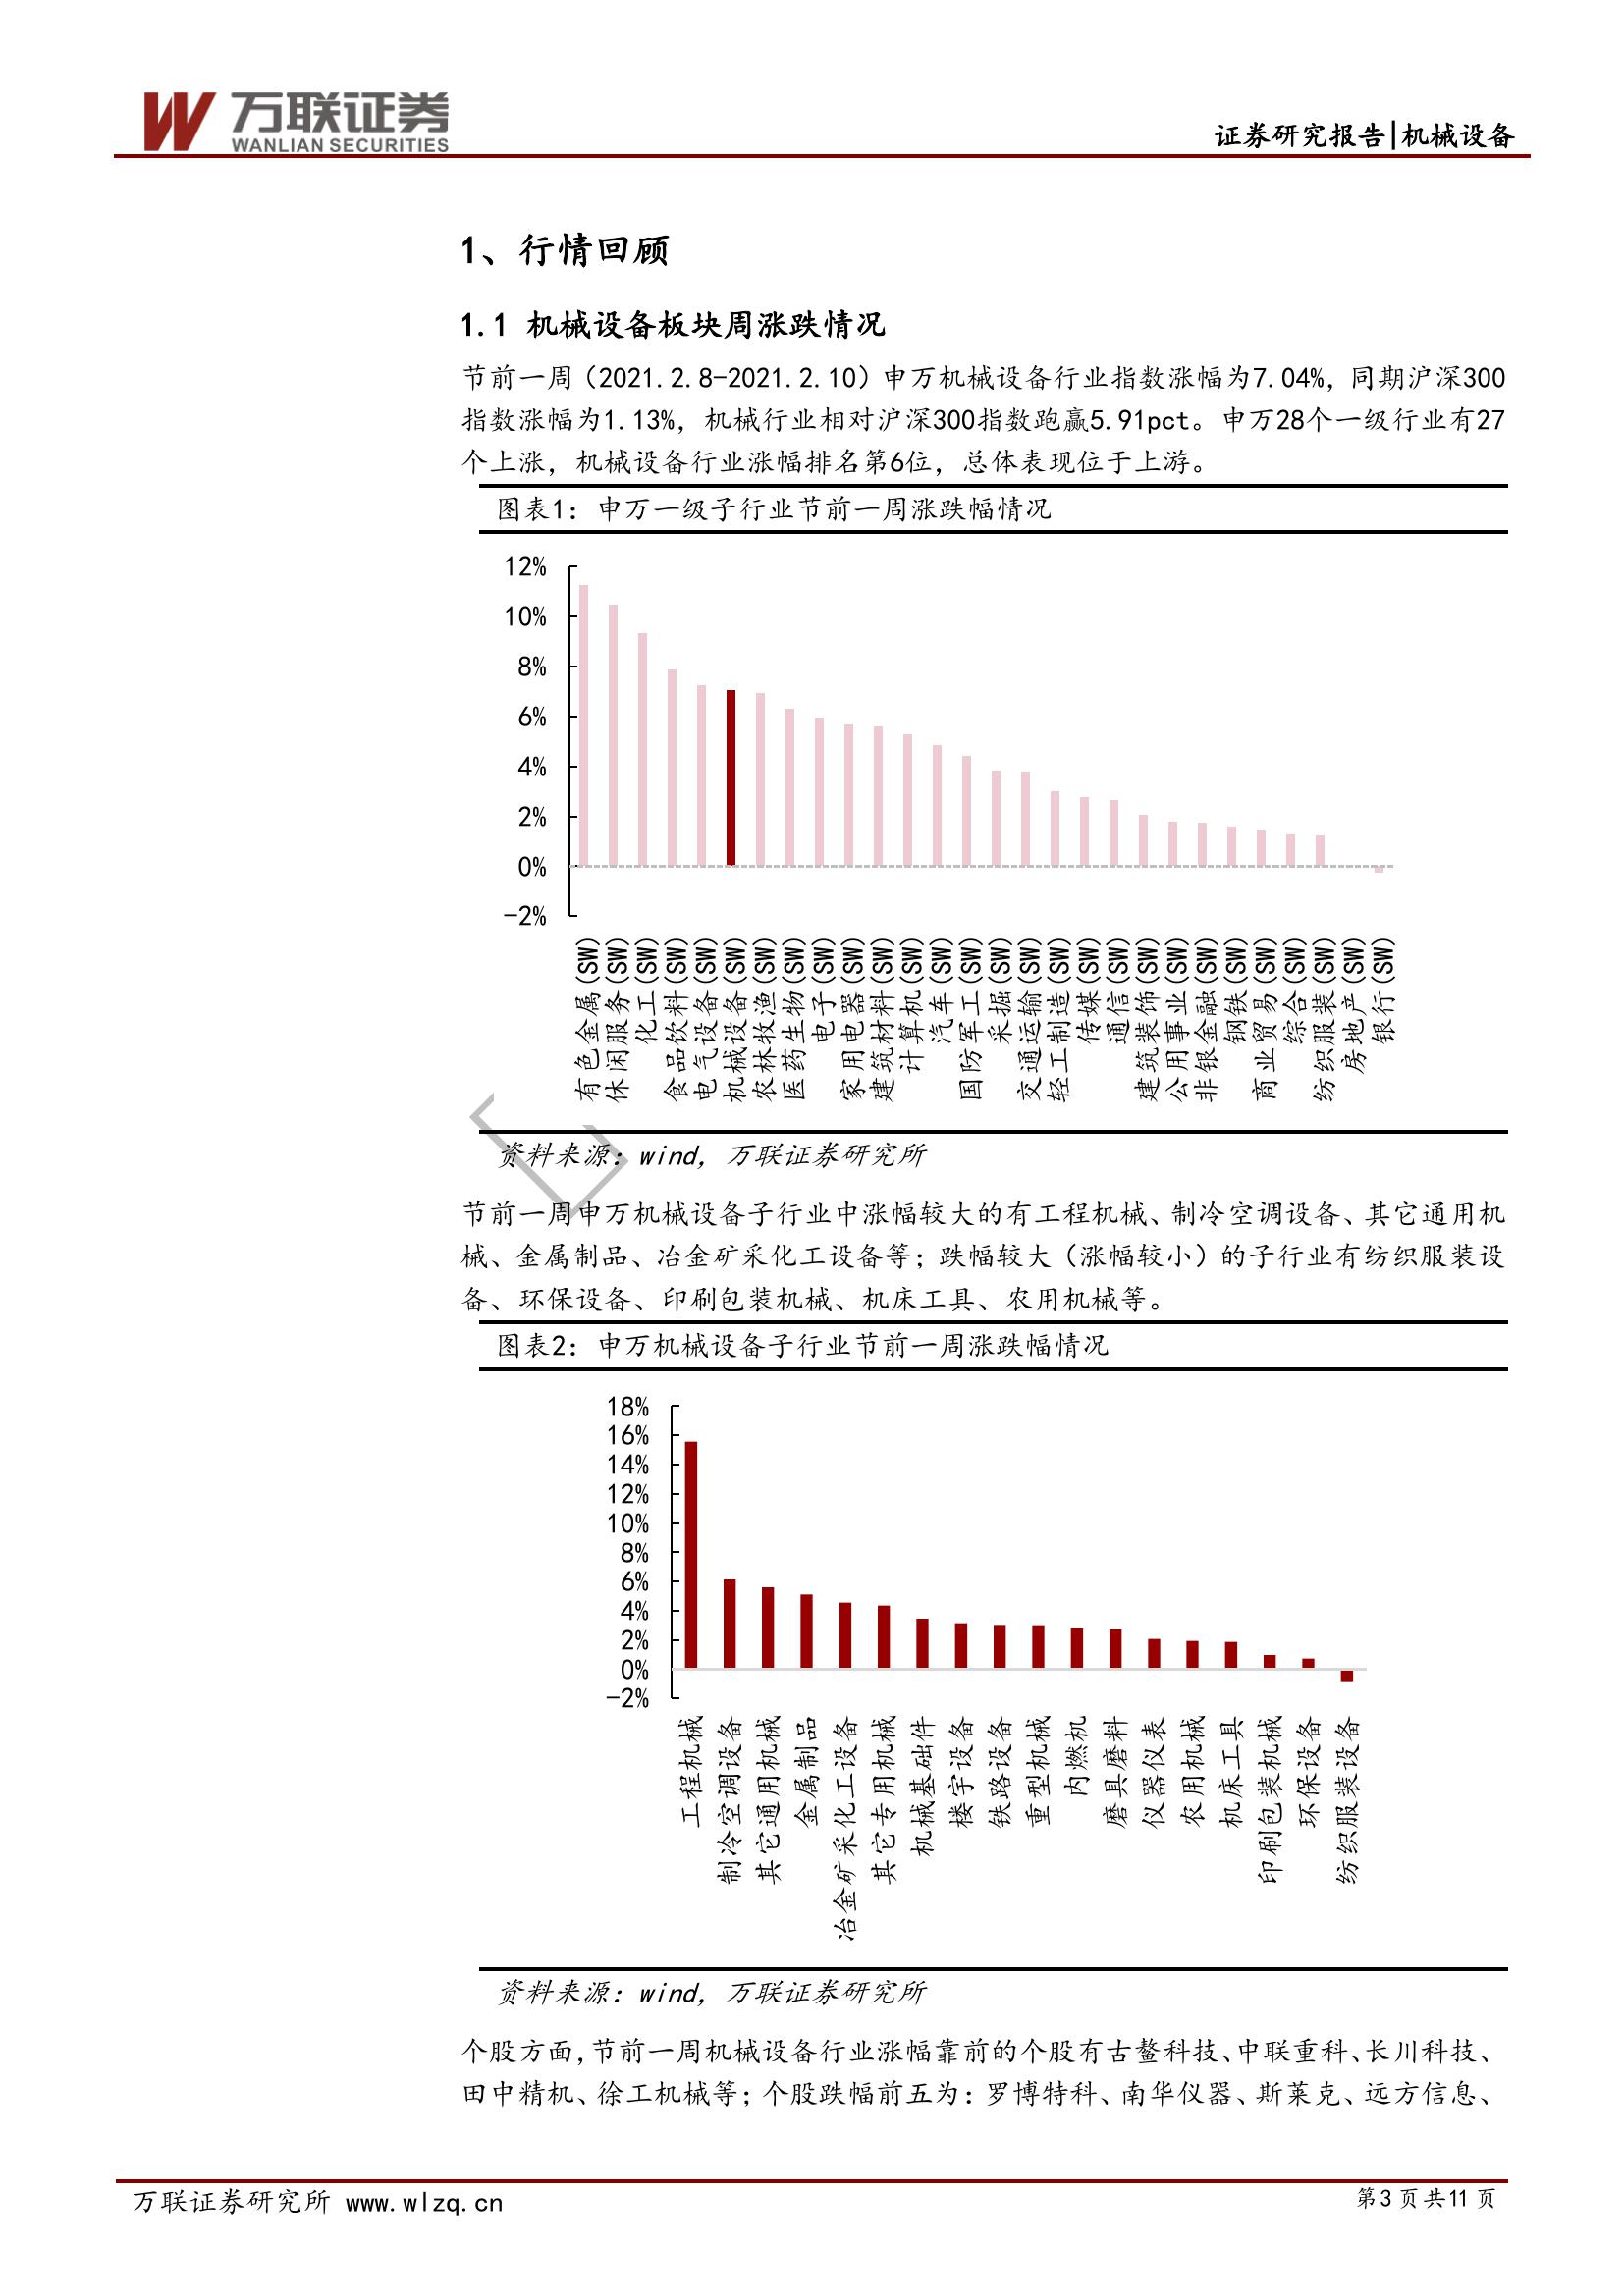 万联证券
WANLIAN SECURITIES
证券研究报告|机械设备
1、行情回顾
1.1 机械设备板块周涨跌情况
节前一周（2021.2.8-2021.2.10）申万机械设备行业指数涨幅为7.04%，同期沪深300
指数涨幅为1.13%，机械行业相对沪深300指数跑赢5.91pct。申万28个一级行业有27
个上涨，机械设备行业涨幅排名第6位，总体表现位于上游。
图表1：申万一级子行业节前一周涨跌幅情况
12%
10%
8%
6%
4%
2%
0%
-2%
有色金属(SW)
休闲服务(SW)
化工(SW)
食品饮料(SW)
电气设备(SW)
机械设备(SW)
农林牧渔(SW)
医药生物(SW)
电子(SW)
家用电器(SW)
建筑材料(SW)
计算机(SW)
汽车(SW)
国防军工(SW)
采掘(SW)
交通运输(SW)
轻工制造(SW)
传媒(SW)
通信(SW)
建筑装饰(SW)
公用事业(SW)
非银金融(SW)
钢铁(SW)
商业贸易(SW)
综合(SW)
纺织服装(SW)
房地产(SW)
银行(SW)
资料来源：wind，万联证券研究所
节前一周申万机械设备子行业中涨幅较大的有工程机械、制冷空调设备、其它通用机
械、金属制品、冶金矿采化工设备等；跌幅较大（涨幅较小）的子行业有纺织服装设
备、环保设备、印刷包装机械、机床工具、农用机械等。
图表2：申万机械设备子行业节前一周涨跌幅情况
18%
16%
14%
12%
10%
8%
6%
4%
2%
0%
-2%
工程机械
制冷空调设备
其它通用机械
金属制品
冶金矿采化工设备
其它专用机械
机械基础件
楼宇设备
铁路设备
重型机械
内燃机
磨具磨料
仪器仪表
农用机械
机床工具
印刷包装机械
环保设备
纺织服装设备
资料来源：wind，万联证券研究所
个股方面，节前一周机械设备行业涨幅靠前的个股有古鳌科技、中联重科、长川科技、
田中精机、徐工机械等；个股跌幅前五为：罗博特科、南华仪器、斯莱克、远方信息、
万联证券研究所 www.wlzq.cn
第3页共11页